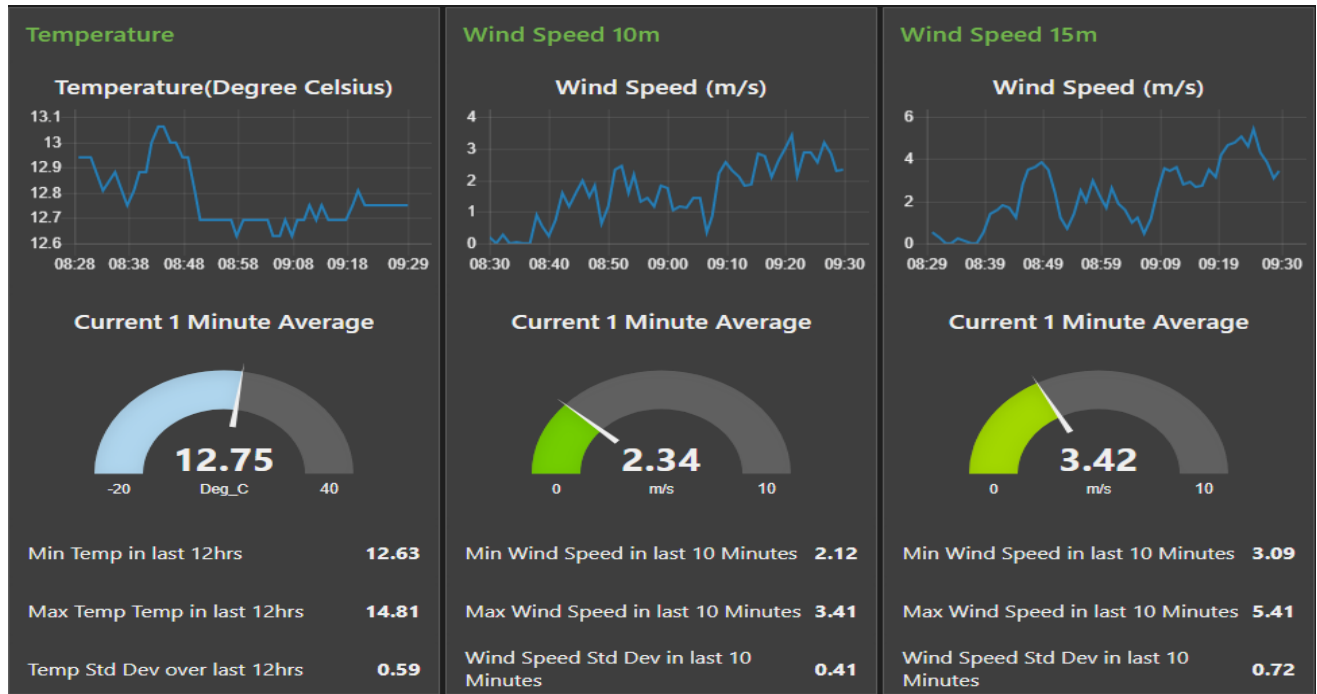 Temperature
Temperature(Degree Celsius)
13.1
13
12.9
12.8
12.7
12.6
08:28 08:38 08:48 08:58 09:08 09:18 09:29
Current 1 Minute Average
12.75
-20 Deg_C 40
Min Temp in last 12hrs 12.63
Max Temp Temp in last 12hrs 14.81
Temp Std Dev over last 12hrs 0.59
Wind Speed 10m
Wind Speed (m/s)
4
3
2
1
0
08:30 08:40 08:50 09:00 09:10 09:20 09:30
Current 1 Minute Average
2.34
0 m/s 10
Min Wind Speed in last 10 Minutes 2.12
Max Wind Speed in last 10 Minutes 3.41
Wind Speed Std Dev in last 10
Minutes 0.41
Wind Speed 15m
Wind Speed (m/s)
6
4
2
0
08:29 08:39 08:49 08:59 09:09 09:19 09:30
Current 1 Minute Average
3.42
0 m/s 10
Min Wind Speed in last 10 Minutes 3.09
Max Wind Speed in last 10 Minutes 5.41
Wind Speed Std Dev in last 10
Minutes 0.72